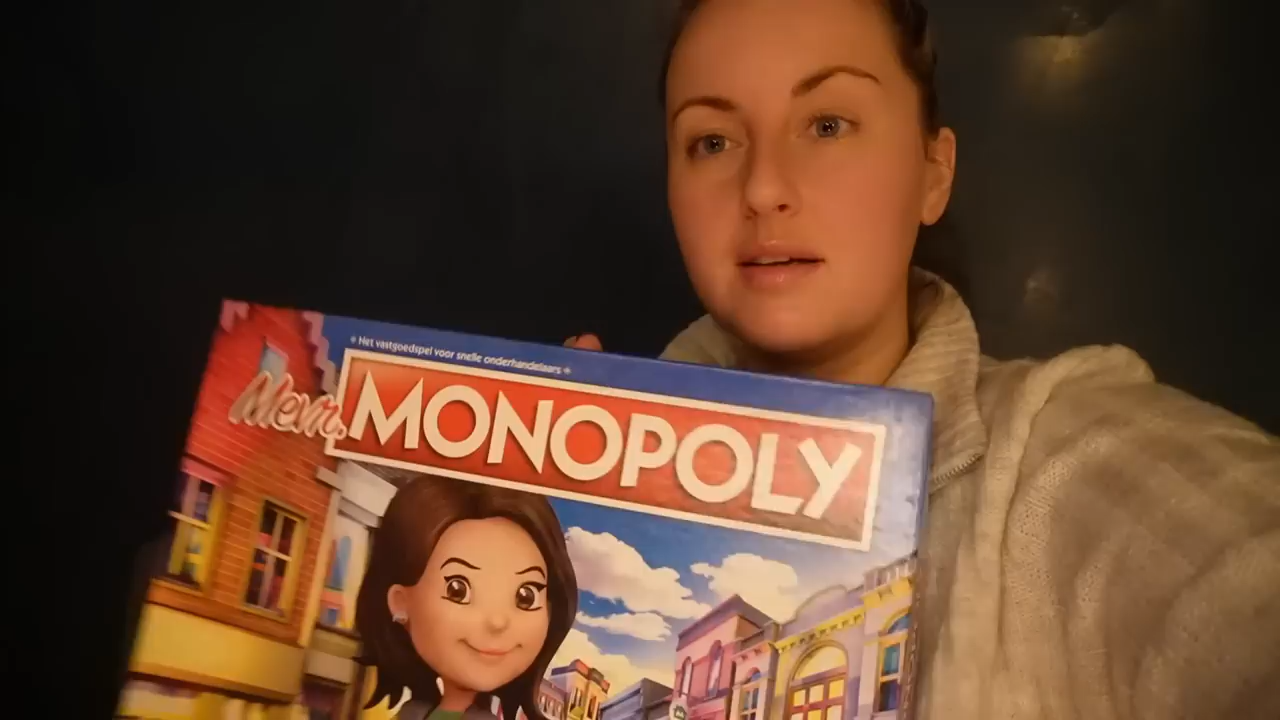 * Het vastgoedspel voor snelle onderhandelaars *
Mevr. MONOPOLY